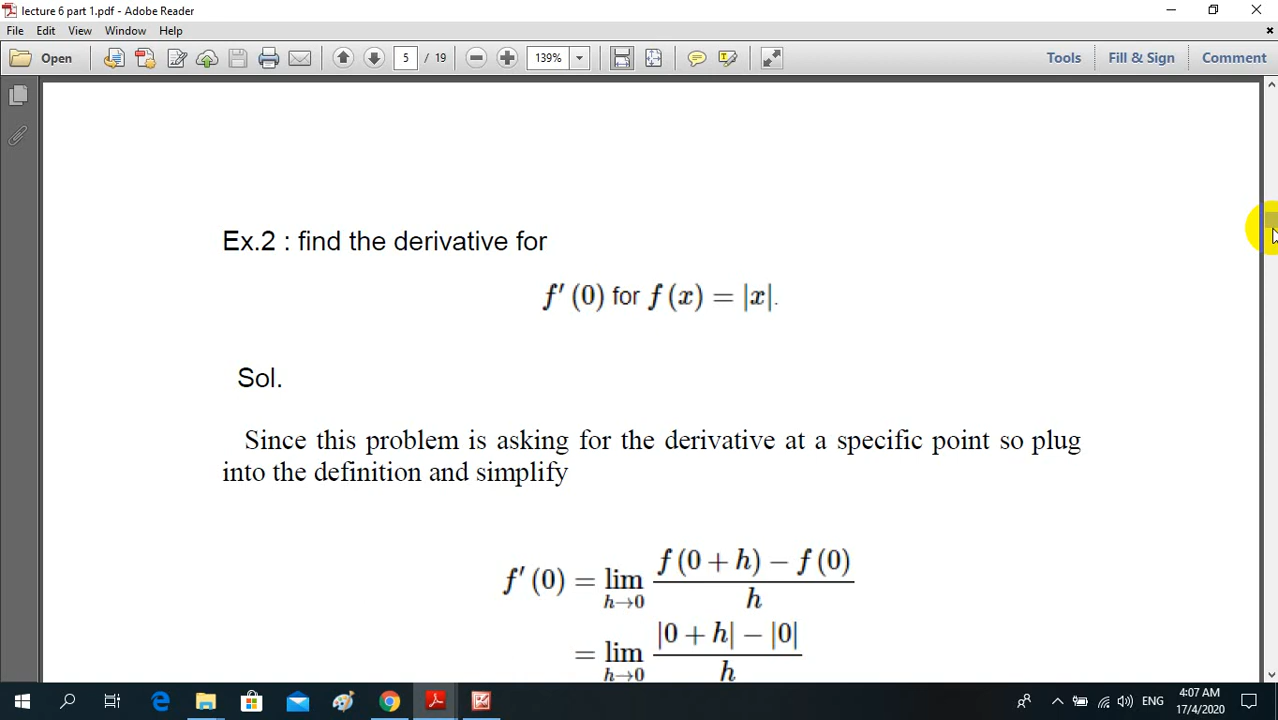 lecture 6 part 1.pdf - Adobe Reader
File Edit View Window Help
Open 5 / 19 139% Tools Fill & Sign Comment
Ex.2 : find the derivative for
f′ (0) for f (x) = |x|.
Sol.
Since this problem is asking for the derivative at a specific point so plug
into the definition and simplify
f′ (0) = lim h→0 f (0 + h) − f (0) / h
= lim h→0 |0 + h| − |0| / h
ENG
4:07 AM
17/4/2020